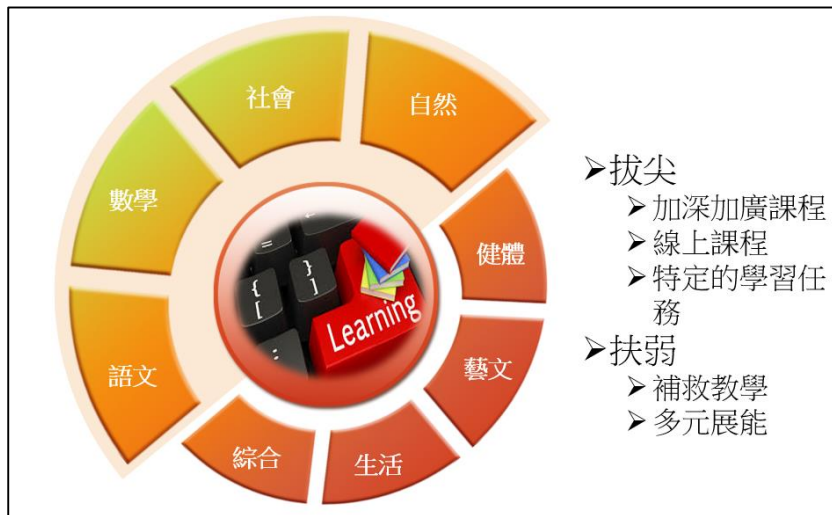 社會
自然
數學
健體
語文
藝文
綜合
生活
=
{
[
}
]
:
Learning
➢拔尖
➢加深加廣課程
➢線上課程
➢特定的學習任
務
➢扶弱
➢補救教學
➢多元展能